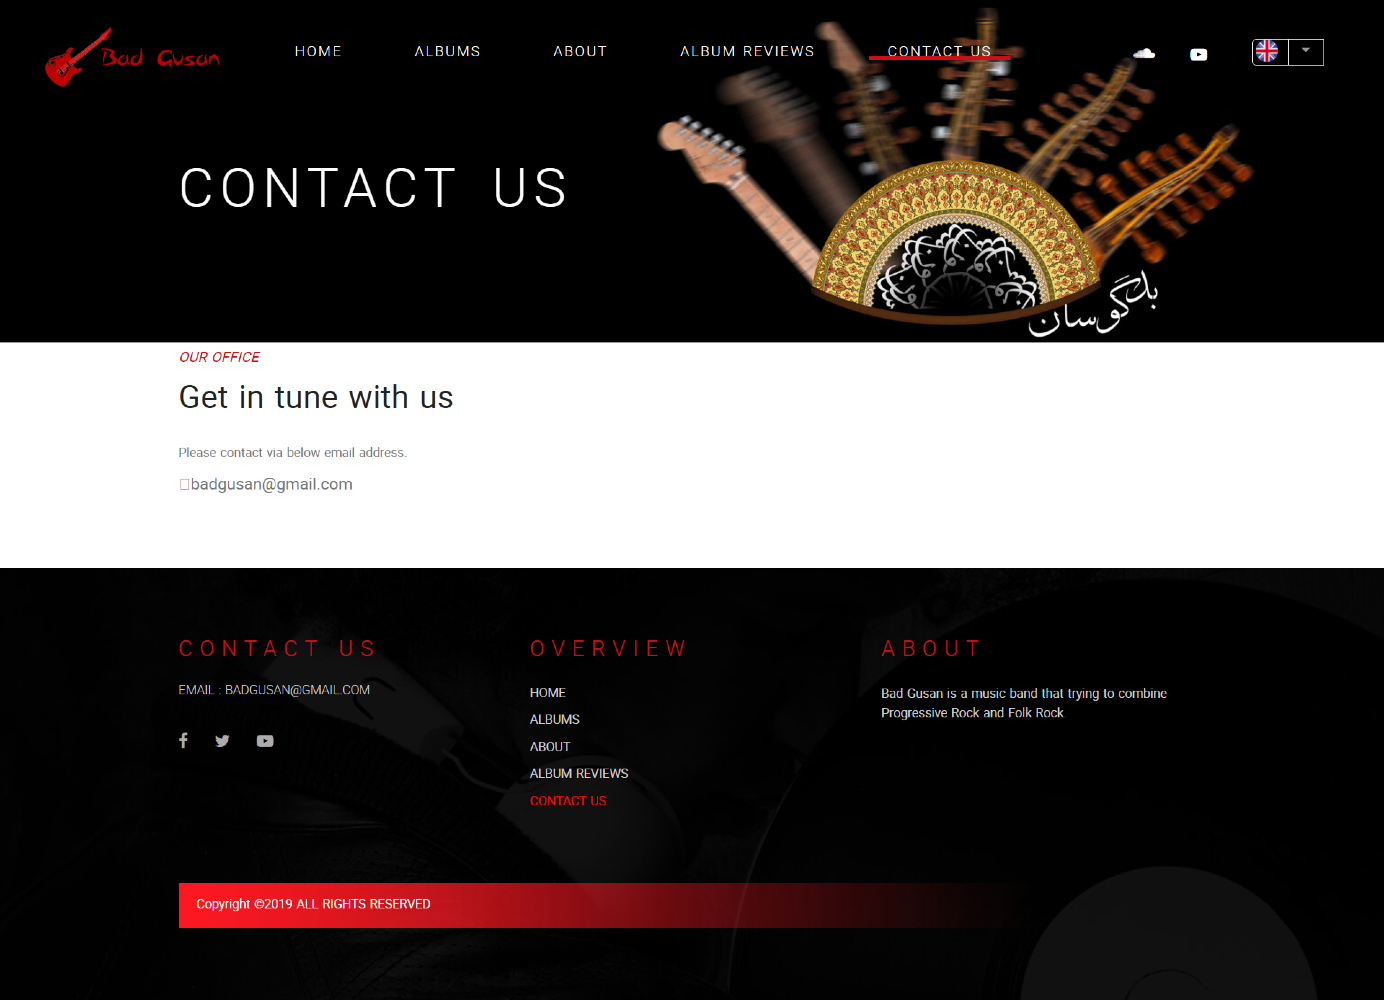 Bad Gusan
HOME
ALBUMS
ABOUT
ALBUM REVIEWS
CONTACT US
CONTACT US
بدگوسان
OUR OFFICE
Get in tune with us
Please contact via below email address.
badgusan@gmail.com
CONTACT US
EMAIL : BADGUSAN@GMAIL.COM
OVERVIEW
HOME
ALBUMS
ABOUT
ALBUM REVIEWS
CONTACT US
ABOUT
Bad Gusan is a music band that trying to combine
Progressive Rock and Folk Rock
Copyright ©2019 ALL RIGHTS RESERVED